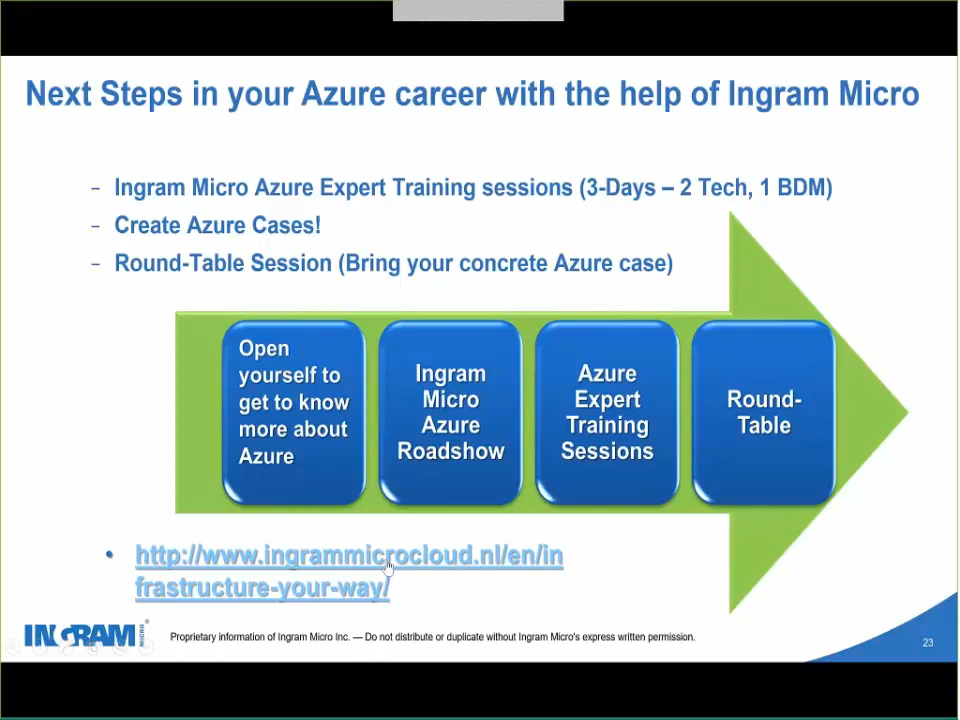 Next Steps in your Azure career with the help of Ingram Micro
– Ingram Micro Azure Expert Training sessions (3-Days – 2 Tech, 1 BDM)
– Create Azure Cases!
– Round-Table Session (Bring your concrete Azure case)
Open
yourself to
get to know
more about
Azure
Ingram
Micro
Azure
Roadshow
Azure
Expert
Training
Sessions
Round-
Table
• http://www.ingrammicrocloud.nl/en/in
frastructure-your-way/
INGRAM MICRO®
Proprietary information of Ingram Micro Inc. — Do not distribute or duplicate without Ingram Micro's express written permission.
23